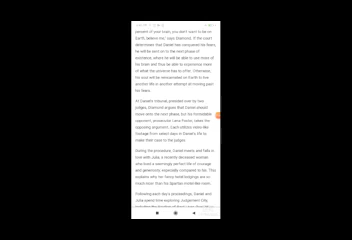 percent of your brain, you don't want to be on
Earth, believe me," says Diamond. If the court
determines that Daniel has conquered his fears,
he will be sent on to the next phase of
existence, where he will be able to use more of
his brain and thus be able to experience more
of what the universe has to offer. Otherwise,
his soul will be reincarnated on Earth to live
another life in another attempt at moving past
his fears.
At Daniel's tribunal, presided over by two
judges, Diamond argues that Daniel should
move onto the next phase, but his formidable
opponent, prosecutor Lena Foster, takes the
opposing argument. Each utilizes video-like
footage from select days in Daniel's life to
make their case to the judges.
During the procedure, Daniel meets and falls in
love with Julia, a recently deceased woman
who lived a seemingly perfect life of courage
and generosity, especially compared to his. This
explains why her fancy hotel lodgings are so
much nicer than his Spartan motel-like room.
Following each day's proceedings, Daniel and
Julia spend time exploring Judgement City,